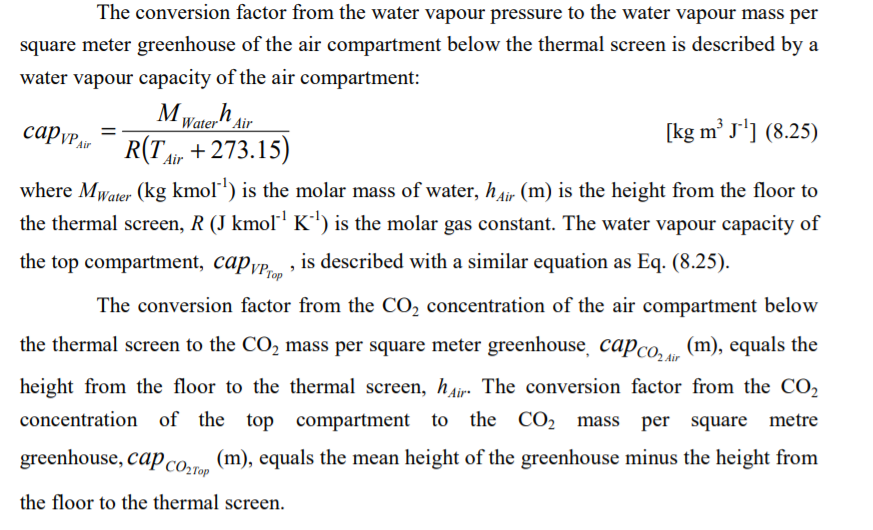 The conversion factor from the water vapour pressure to the water vapour mass per
square meter greenhouse of the air compartment below the thermal screen is described by a
water vapour capacity of the air compartment:
cap_{VP_{Air}} = \frac{M_{Water} h_{Air}}{R(T_{Air} + 273.15)} [kg m³ J⁻¹] (8.25)
where M_{Water} (kg kmol⁻¹) is the molar mass of water, h_{Air} (m) is the height from the floor to
the thermal screen, R (J kmol⁻¹ K⁻¹) is the molar gas constant. The water vapour capacity of
the top compartment, cap_{VP_{Top}} , is described with a similar equation as Eq. (8.25).
The conversion factor from the CO₂ concentration of the air compartment below
the thermal screen to the CO₂ mass per square meter greenhouse, cap_{CO_{2 Air}} (m), equals the
height from the floor to the thermal screen, h_{Air}. The conversion factor from the CO₂
concentration of the top compartment to the CO₂ mass per square metre
greenhouse, cap_{CO_{2Top}} (m), equals the mean height of the greenhouse minus the height from
the floor to the thermal screen.